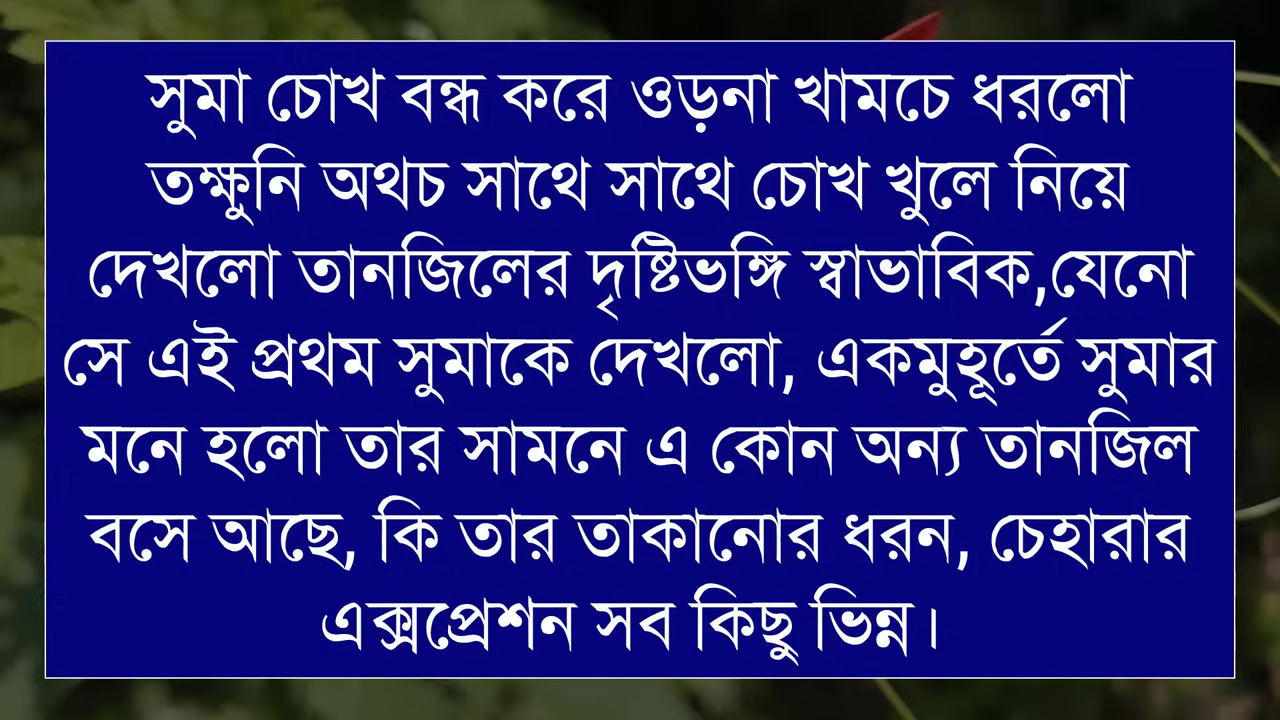 সুমা চোখ বন্ধ করে ওড়না খামচে ধরলো
তক্ষুনি অথচ সাথে সাথে চোখ খুলে নিয়ে
দেখলো তানজিলের দৃষ্টিভঙ্গি স্বাভাবিক,যেনো
সে এই প্রথম সুমাকে দেখলো, একমুহূর্তে সুমার
মনে হলো তার সামনে এ কোন অন্য তানজিল
বসে আছে, কি তার তাকানোর ধরন, চেহারার
এক্সপ্রেশন সব কিছু ভিন্ন।